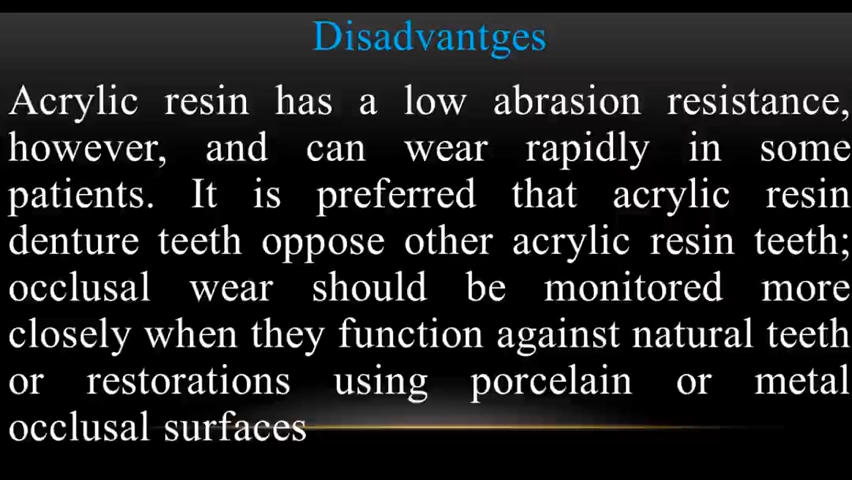 Disadvantges
Acrylic resin has a low abrasion resistance,
however, and can wear rapidly in some
patients. It is preferred that acrylic resin
denture teeth oppose other acrylic resin teeth;
occlusal wear should be monitored more
closely when they function against natural teeth
or restorations using porcelain or metal
occlusal surfaces